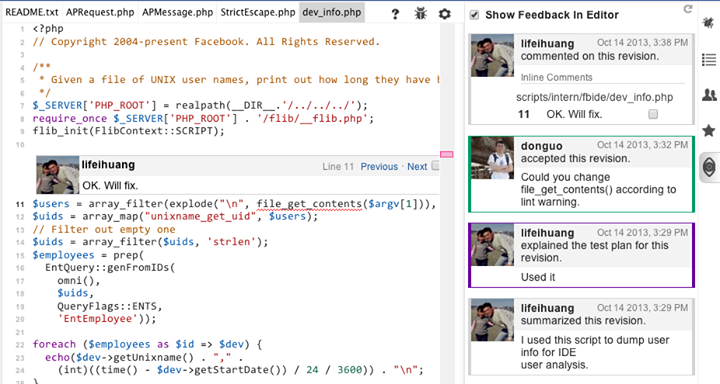 README.txt APRequest.php APMessage.php StrictEscape.php dev_info.php ?
1 <?php
2 // Copyright 2004-present Facebook. All Rights Reserved.
3
4 /**
5 * Given a file of UNIX user names, print out how long they have
6 */
7 $_SERVER['PHP_ROOT'] = realpath(__DIR__.'/../../../');
8 require_once $_SERVER['PHP_ROOT'] . '/flib/__flib.php';
9 flib_init(FlibContext::SCRIPT);
10
lifeihuang Line 11 Previous · Next
OK. Will fix.
11 $users = array_filter(explode("\n", file_get_contents($argv[1])),
12 $uids = array_map("unixname_get_uid", $users);
13 // Filter out empty one
14 $uids = array_filter($uids, 'strlen');
15 $employees = prep(
16 EntQuery::genFromIDs(
17 omni(),
18 $uids,
19 QueryFlags::ENTS,
20 'EntEmployee'));
21
22 foreach ($employees as $id => $dev) {
23 echo($dev->getUnixname() . "," .
24 (int)((time() - $dev->getStartDate()) / 24 / 3600)) . "\n";
Show Feedback In Editor
lifeihuang Oct 14 2013, 3:38 PM
commented on this revision.
Inline Comments
scripts/intern/fbide/dev_info.php
11 OK. Will fix.
donguo Oct 14 2013, 3:32 PM
accepted this revision.
Could you change
file_get_contents() according to
lint warning.
lifeihuang Oct 14 2013, 3:29 PM
explained the test plan for this
revision.
Used it
lifeihuang Oct 14 2013, 3:29 PM
summarized this revision.
I used this script to dump user
info for IDE
user analysis.